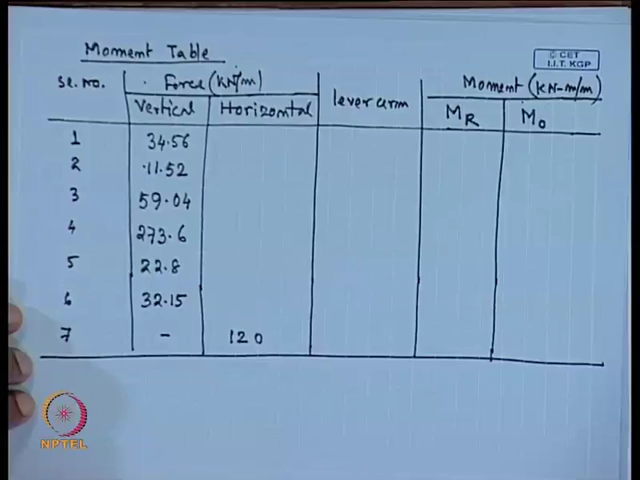 Moment Table
© CET
I.I.T. KGP
Sl. No. Force (KN/m) lever arm Moment (KN-m/m)
Vertical Horizontal MR Mo
1 34.56
2 11.52
3 59.04
4 273.6
5 22.8
6 32.15
7 - 120
NPTEL